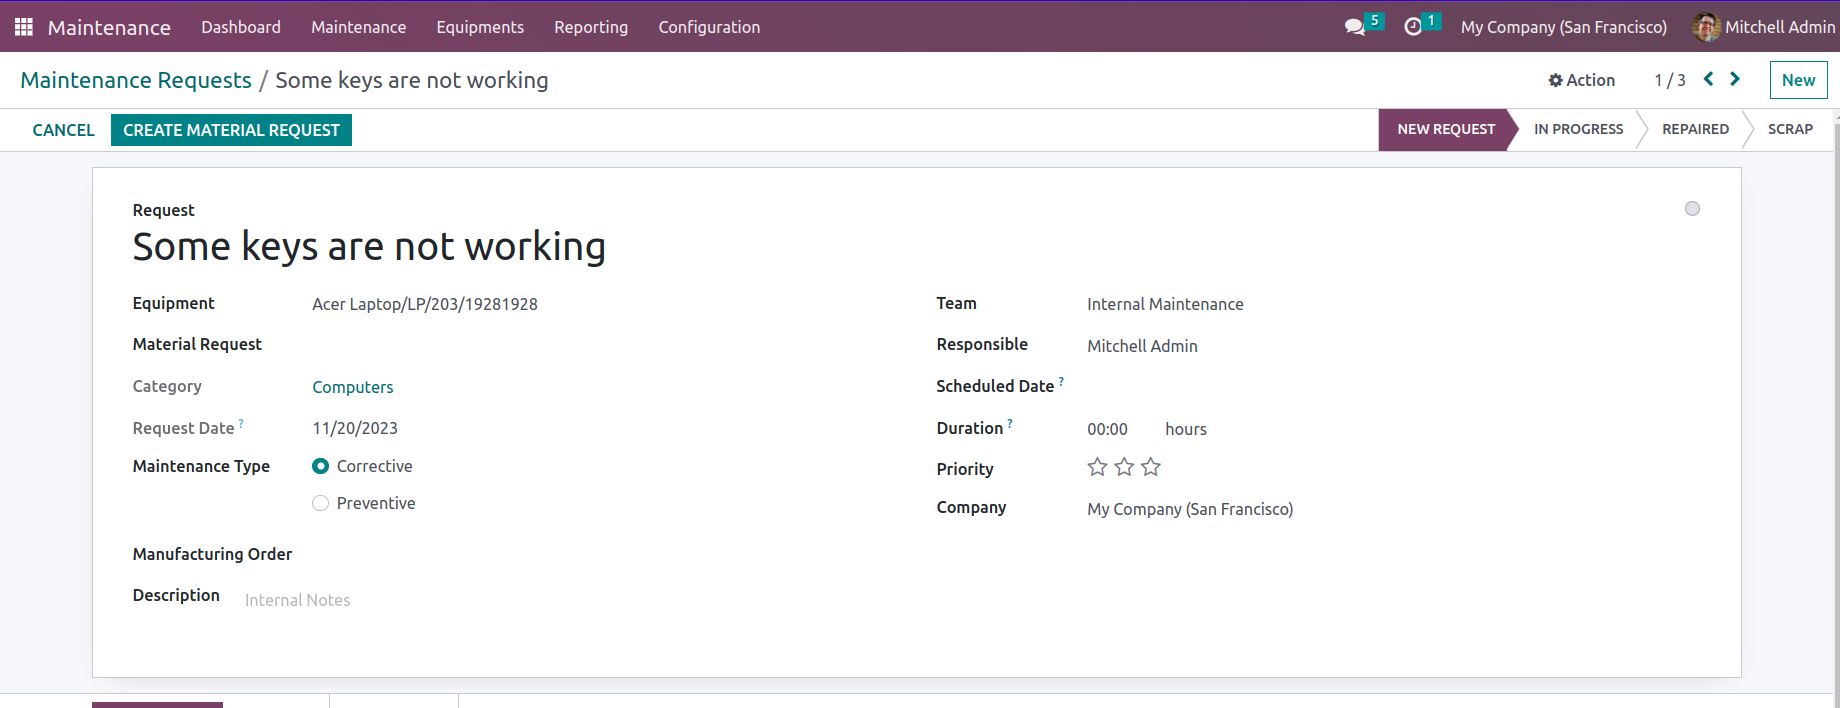 Maintenance Dashboard Maintenance Equipments Reporting Configuration 5 1 My Company (San Francisco) Mitchell Admin
Maintenance Requests / Some keys are not working Action 1 / 3 New
CANCEL CREATE MATERIAL REQUEST NEW REQUEST IN PROGRESS REPAIRED SCRAP
Request
Some keys are not working
Equipment Acer Laptop/LP/203/19281928 Team Internal Maintenance
Material Request Responsible Mitchell Admin
Category Computers Scheduled Date ?
Request Date ? 11/20/2023 Duration ? 00:00 hours
Maintenance Type Corrective Priority
Preventive Company My Company (San Francisco)
Manufacturing Order
Description Internal Notes